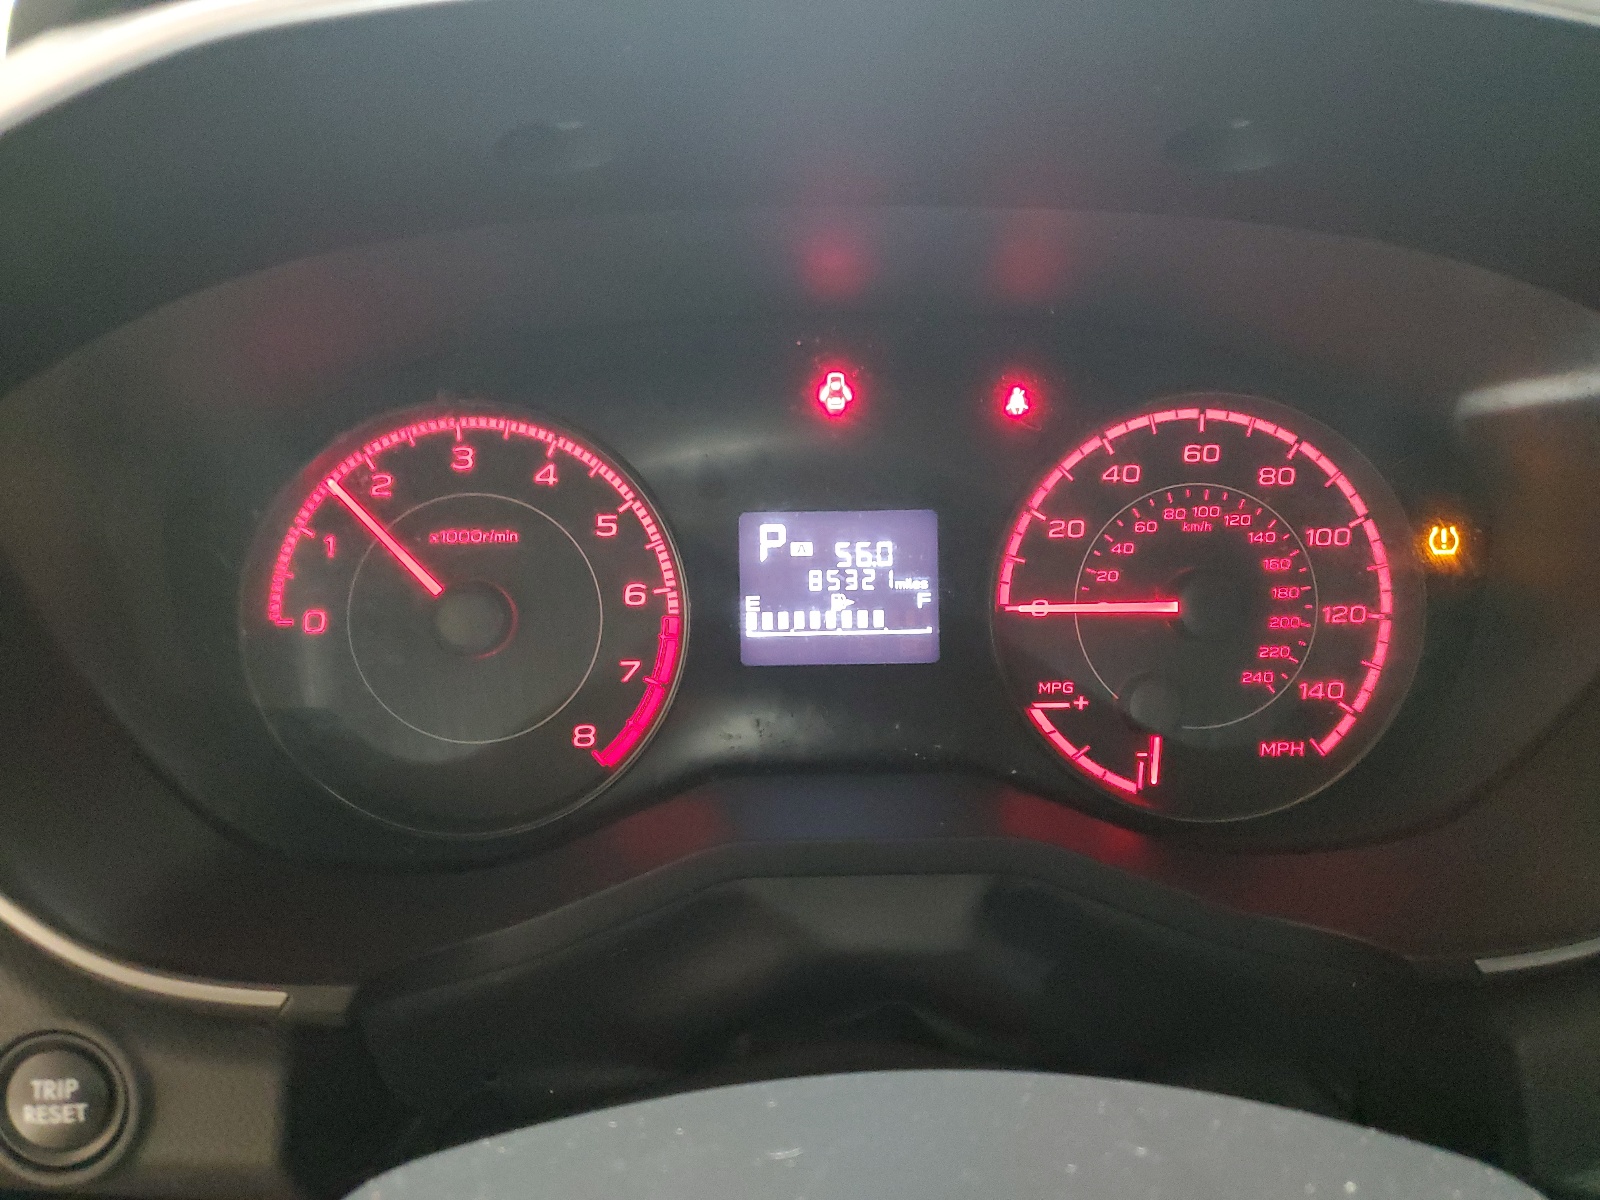 0 1 2 3 4 5 6 7 8
x1000r/min
P A 56.0
85321 miles
E F
0 20 40 60 80 100 120 140
MPH
20 40 60 80 100 120 140 160 180 200 220 240
km/h
MPG
+
-
TRIP
RESET